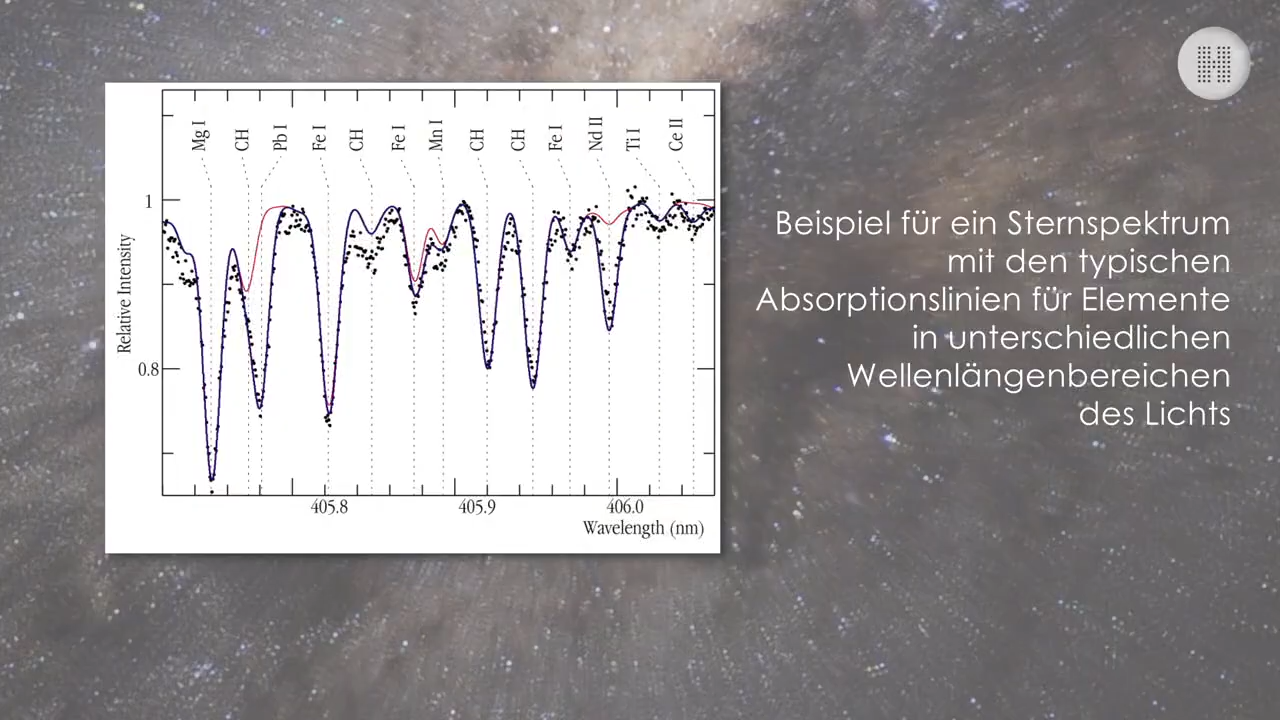 Mg I
CH
Pb I
Fe I
CH
Fe I
Mn I
CH
CH
Fe I
Nd II
Ti I
Ce II
1
0.8
Relative Intensity
405.8
405.9
406.0
Wavelength (nm)
Beispiel für ein Sternspektrum
mit den typischen
Absorptionslinien für Elemente
in unterschiedlichen
Wellenlängenbereichen
des Lichts
H